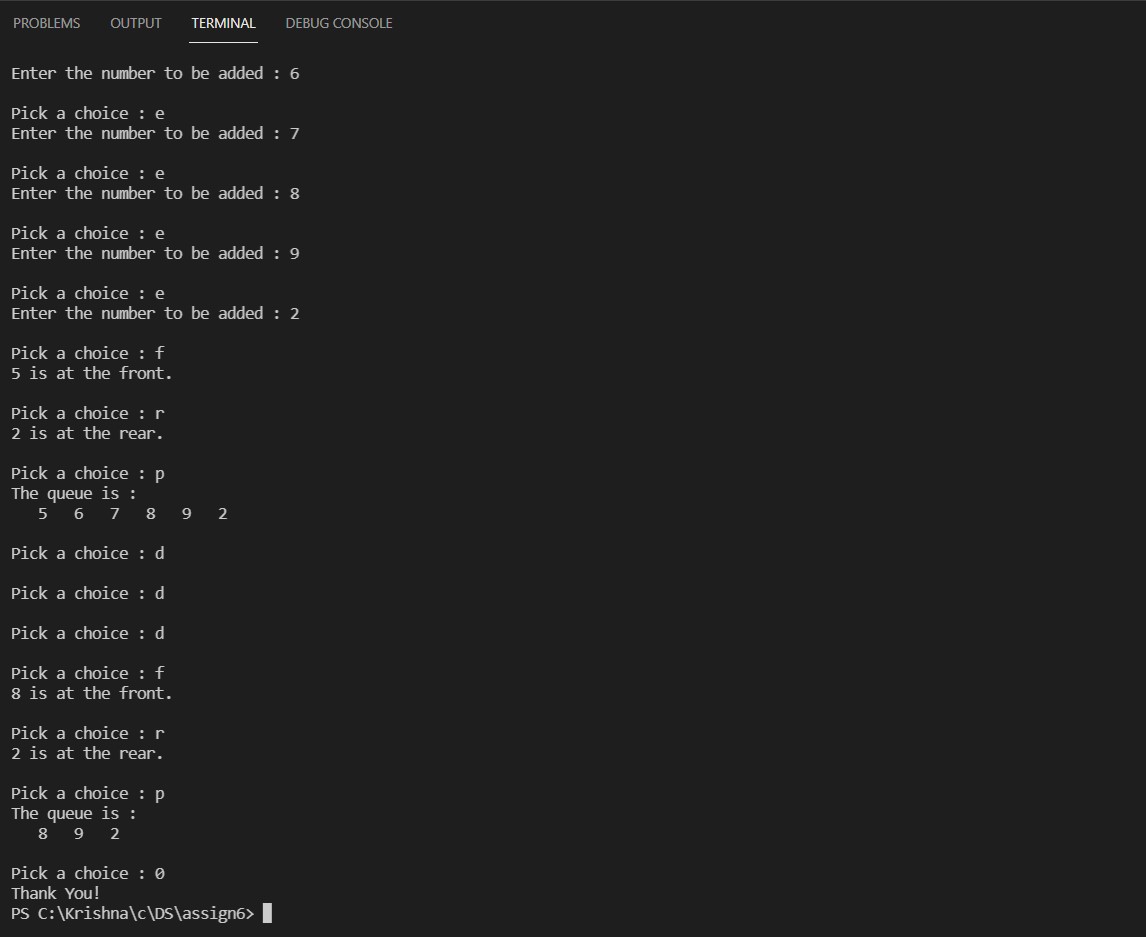 PROBLEMS OUTPUT TERMINAL DEBUG CONSOLE
Enter the number to be added : 6
Pick a choice : e
Enter the number to be added : 7
Pick a choice : e
Enter the number to be added : 8
Pick a choice : e
Enter the number to be added : 9
Pick a choice : e
Enter the number to be added : 2
Pick a choice : f
5 is at the front.
Pick a choice : r
2 is at the rear.
Pick a choice : p
The queue is :
5 6 7 8 9 2
Pick a choice : d
Pick a choice : d
Pick a choice : d
Pick a choice : f
8 is at the front.
Pick a choice : r
2 is at the rear.
Pick a choice : p
The queue is :
8 9 2
Pick a choice : 0
Thank You!
PS C:\Krishna\c\DS\assign6>